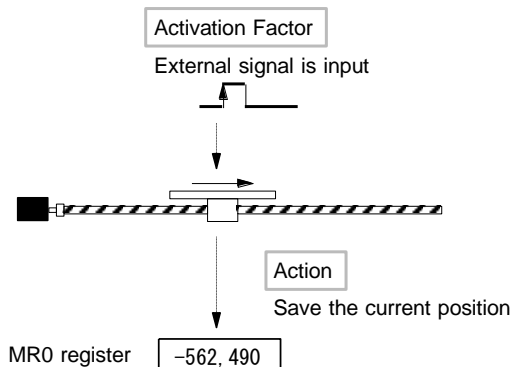 Activation Factor
External signal is input
Action
Save the current position
MR0 register
-562, 490